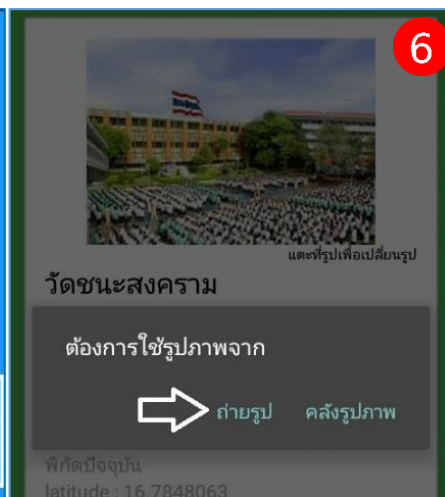 6
แตะที่รูปเพื่อเปลี่ยนรูป
วัดชนะสงคราม
ต้องการใช้รูปภาพจาก
ถ่ายรูป คลังรูปภาพ
พิกัดปัจจุบัน
latitude : 16.7848063